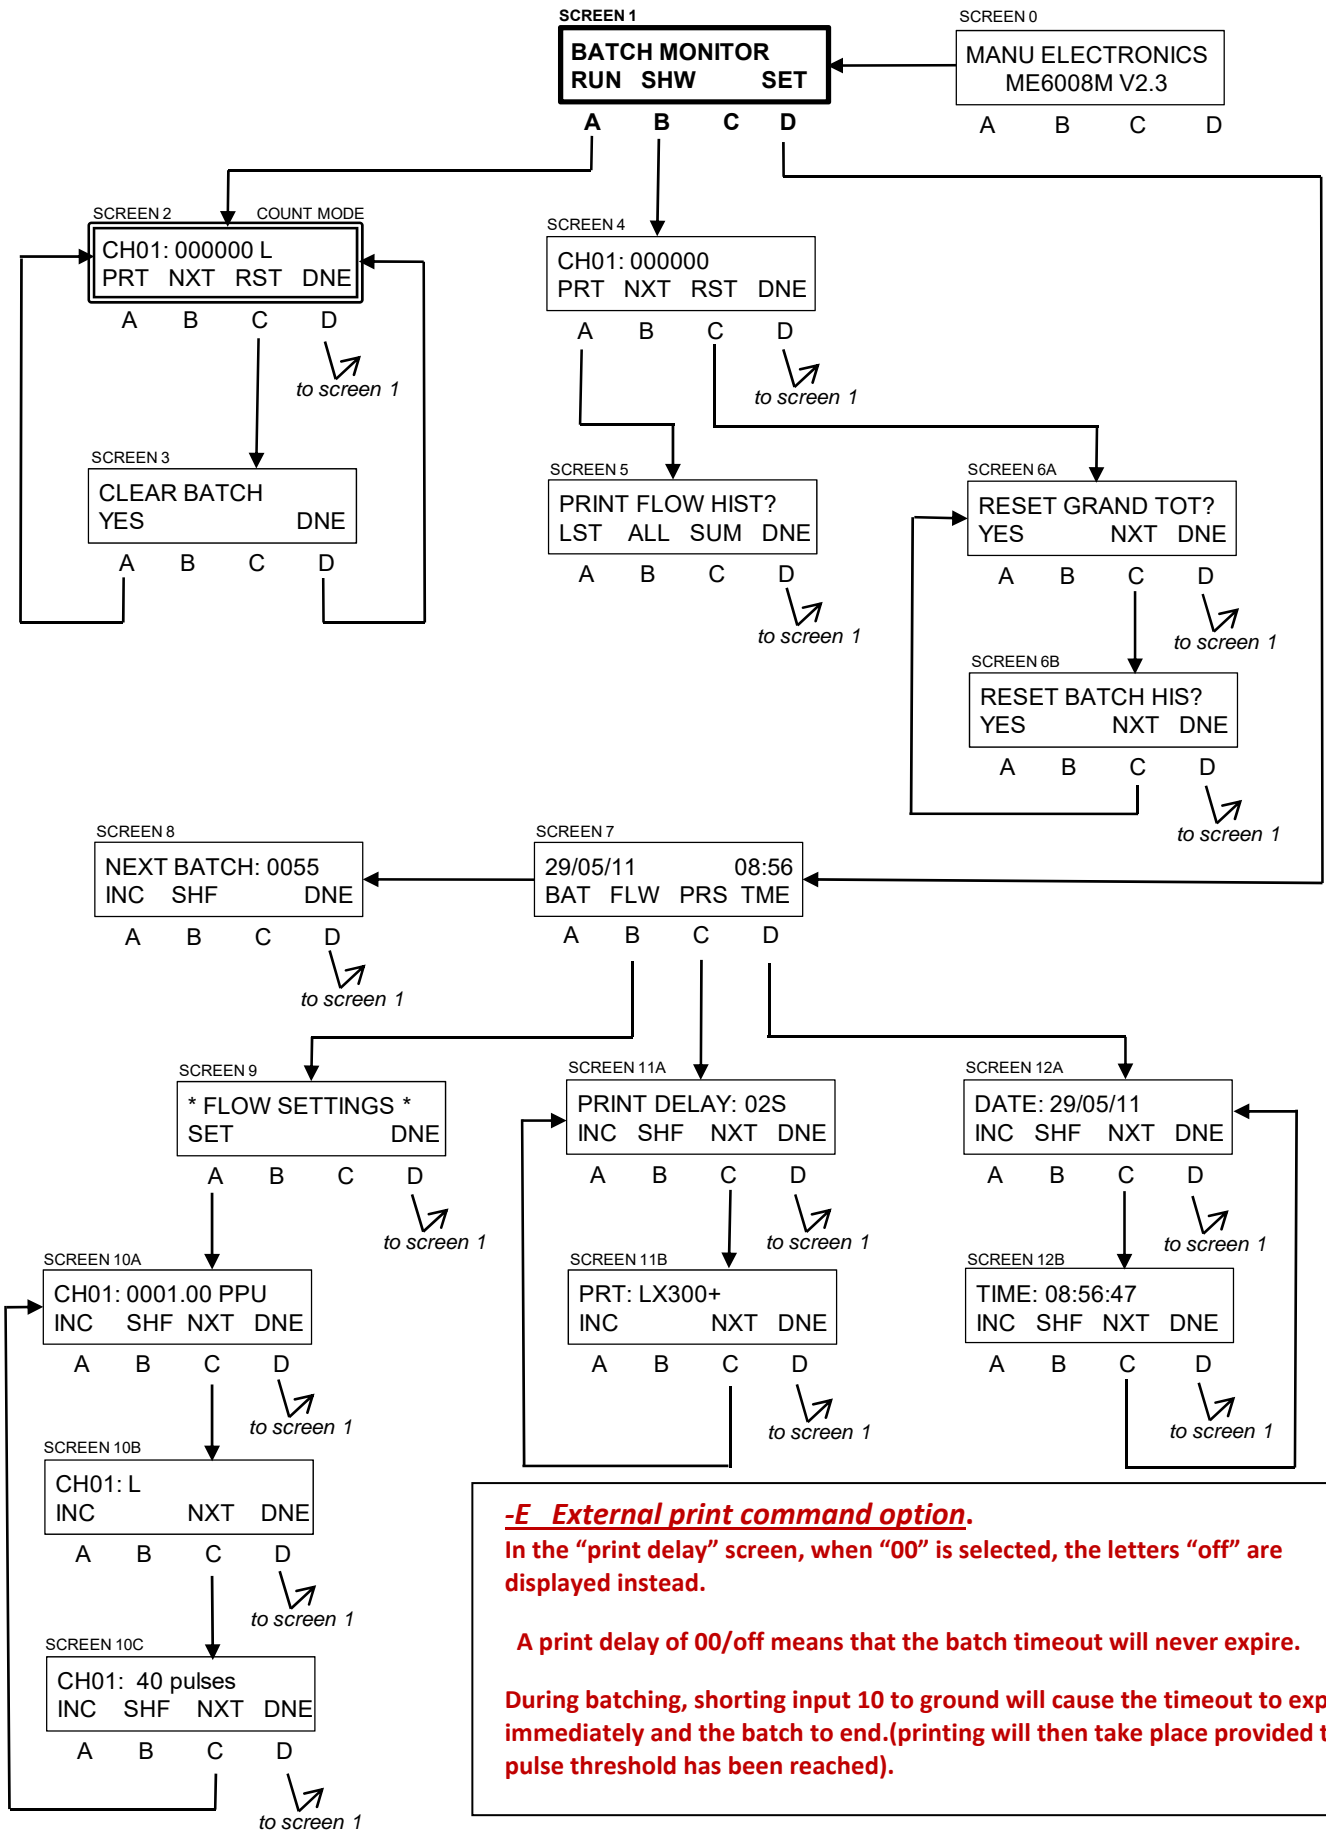 SCREEN 1
BATCH MONITOR
RUN SHW SET
A B C D
SCREEN 0
MANU ELECTRONICS
ME6008M V2.3
A B C D
SCREEN 2 COUNT MODE
CH01: 000000 L
PRT NXT RST DNE
A B C D
to screen 1
SCREEN 3
CLEAR BATCH
YES DNE
A B C D
SCREEN 4
CH01: 000000
PRT NXT RST DNE
A B C D
to screen 1
SCREEN 5
PRINT FLOW HIST?
LST ALL SUM DNE
A B C D
to screen 1
SCREEN 6A
RESET GRAND TOT?
YES NXT DNE
A B C D
to screen 1
SCREEN 6B
RESET BATCH HIS?
YES NXT DNE
A B C D
to screen 1
SCREEN 8
NEXT BATCH: 0055
INC SHF DNE
A B C D
to screen 1
SCREEN 7
29/05/11 08:56
BAT FLW PRS TME
A B C D
SCREEN 9
* FLOW SETTINGS *
SET DNE
A B C D
to screen 1
SCREEN 10A
CH01: 0001.00 PPU
INC SHF NXT DNE
A B C D
to screen 1
SCREEN 10B
CH01: L
INC NXT DNE
A B C D
to screen 1
SCREEN 10C
CH01: 40 pulses
INC SHF NXT DNE
A B C D
to screen 1
SCREEN 11A
PRINT DELAY: 02S
INC SHF NXT DNE
A B C D
to screen 1
SCREEN 11B
PRT: LX300+
INC NXT DNE
A B C D
to screen 1
SCREEN 12A
DATE: 29/05/11
INC SHF NXT DNE
A B C D
to screen 1
SCREEN 12B
TIME: 08:56:47
INC SHF NXT DNE
A B C D
to screen 1
-E External print command option.
In the “print delay” screen, when “00” is selected, the letters “off” are
displayed instead.
A print delay of 00/off means that the batch timeout will never expire.
During batching, shorting input 10 to ground will cause the timeout to
immediately and the batch to end.(printing will then take place provided
pulse threshold has been reached).